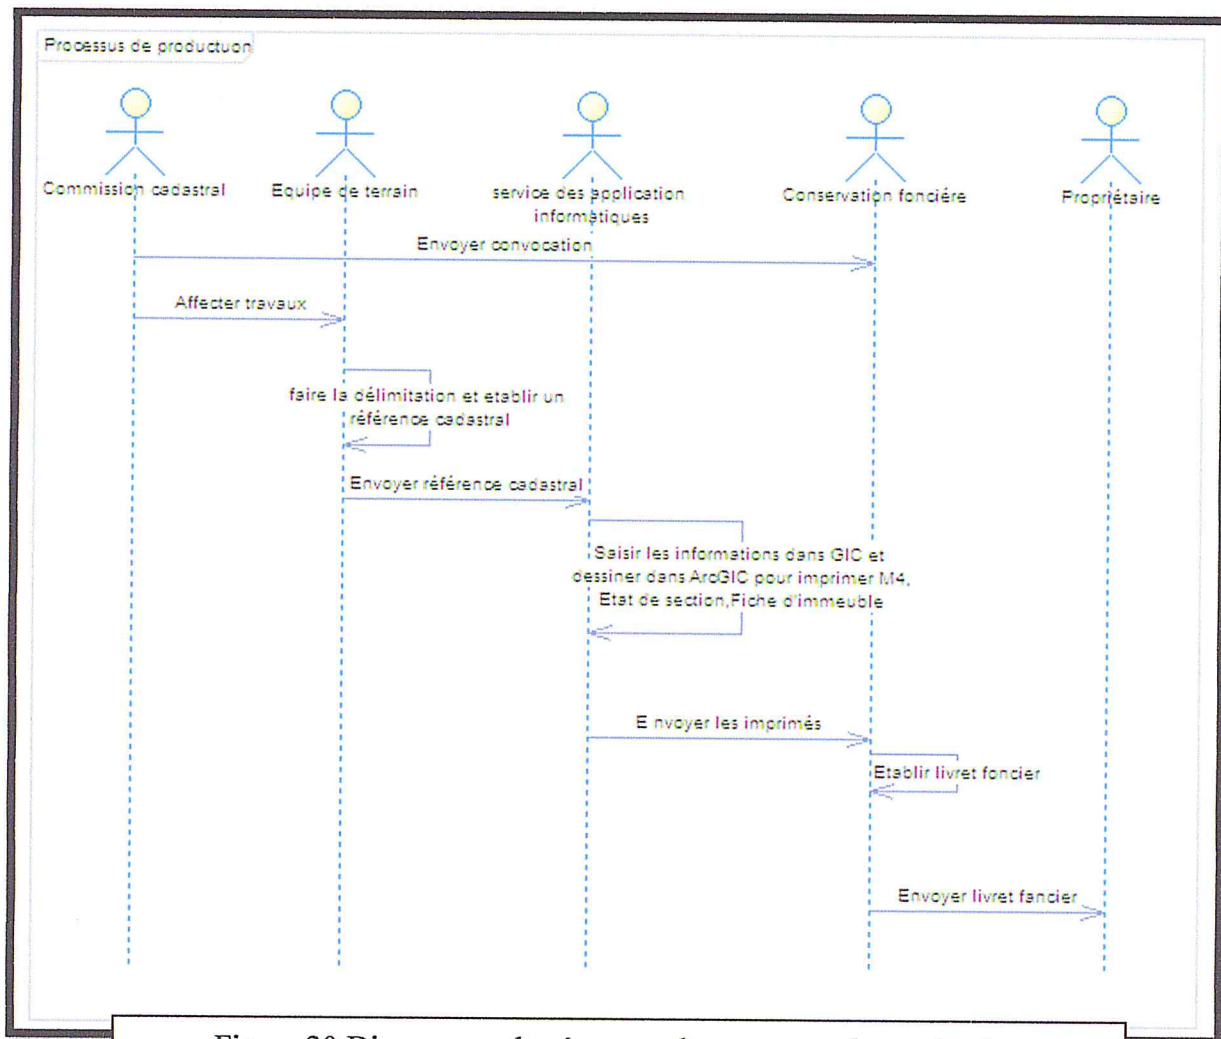 Processus de productuon
Commission cadastral
Equipe de terrain
service des application
informatiques
Conservation fonciére
Propriétaire
Envoyer convocation
Affecter travaux
faire la délimitation et etablir un
référence cadastral
Envoyer référence cadastral
Saisir les informations dans GIC et
dessiner dans ArcGIC pour imprimer M4,
Etat de section,Fiche d'immeuble
E nvoyer les imprimés
Etablir livret foncier
Envoyer livret fancier